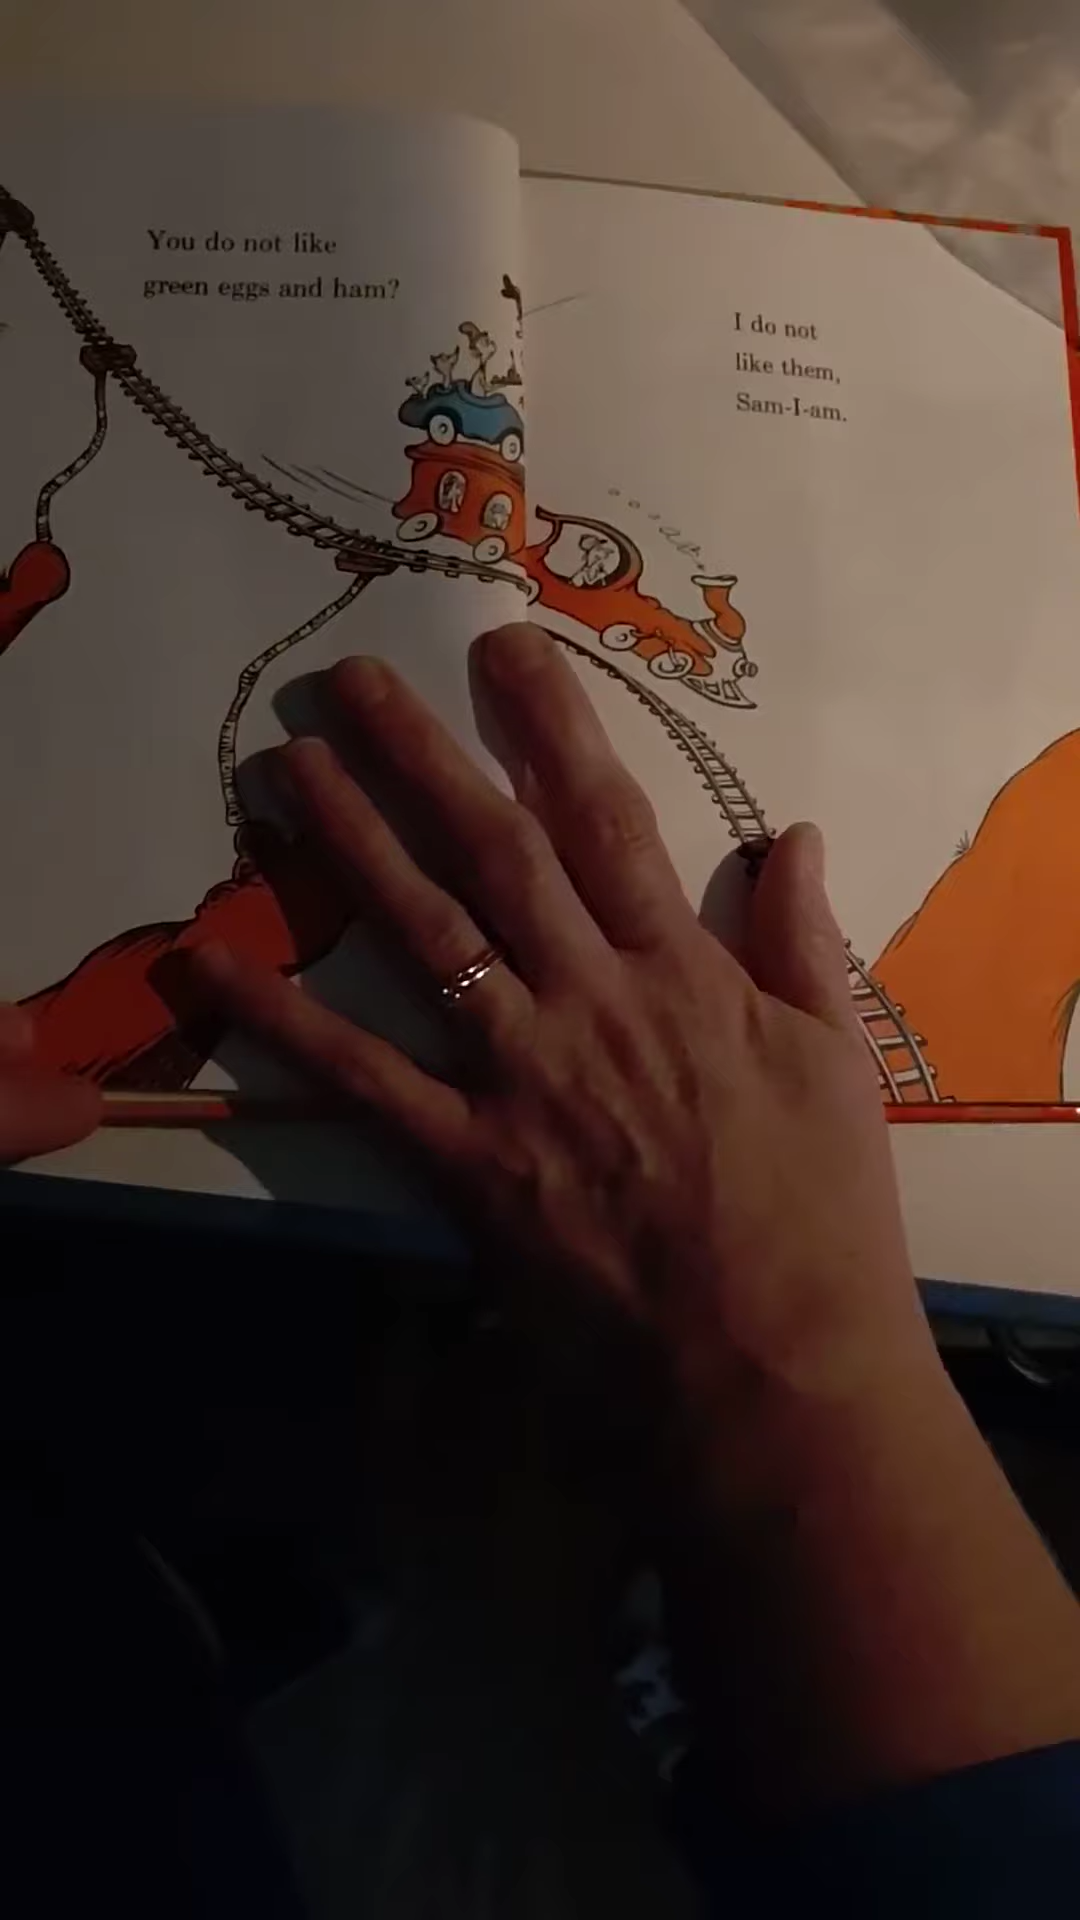 You do not like
green eggs and ham?
I do not
like them,
Sam-I-am.